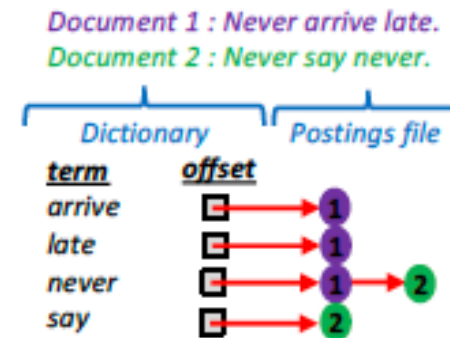 Document 1 : Never arrive late.
Document 2 : Never say never.
Dictionary Postings file
term offset
arrive 1
late 1
never 1 2
say 2